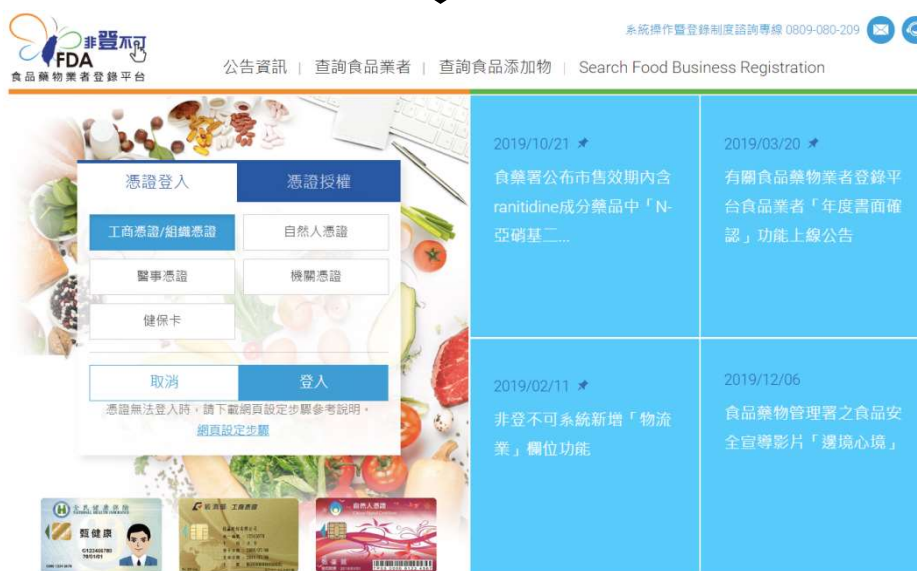 非登不可
FDA
食品藥物業者登錄平台
系統操作暨登錄制度諮詢專線 0809-080-209
公告資訊 | 查詢食品業者 | 查詢食品添加物 | Search Food Business Registration
憑證登入
憑證授權
工商憑證/組織憑證
自然人憑證
醫事憑證
機關憑證
健保卡
取消
登入
憑證無法登入時，請下載網頁設定步驟參考說明。
網頁設定步驟
2019/10/21
食藥署公布市售效期內含
ranitidine成分藥品中「N-
亞硝基二...
2019/03/20
有關食品藥物業者登錄平
台食品業者「年度書面確
認」功能上線公告
2019/02/11
非登不可系統新增「物流
業」欄位功能
2019/12/06
食品藥物管理署之食品安
全宣導影片「邊境心境」
全民健康保險
甄健康
經濟部 工商憑證
自然人憑證